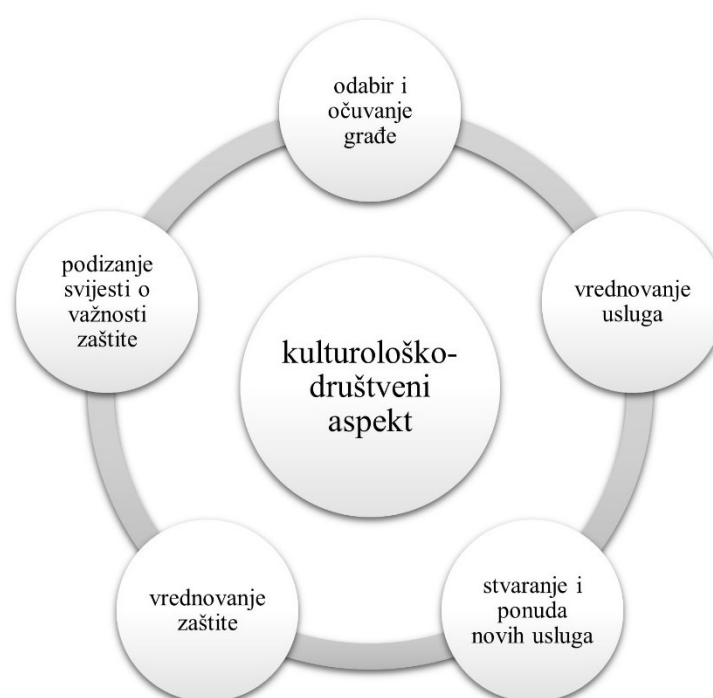 odabir i
očuvanje
građe
podizanje
svijesti o
važnosti
zaštite
vrednovanje
usluga
kulturološko-
društveni
aspekt
vrednovanje
zaštite
stvaranje i
ponuda
novih usluga